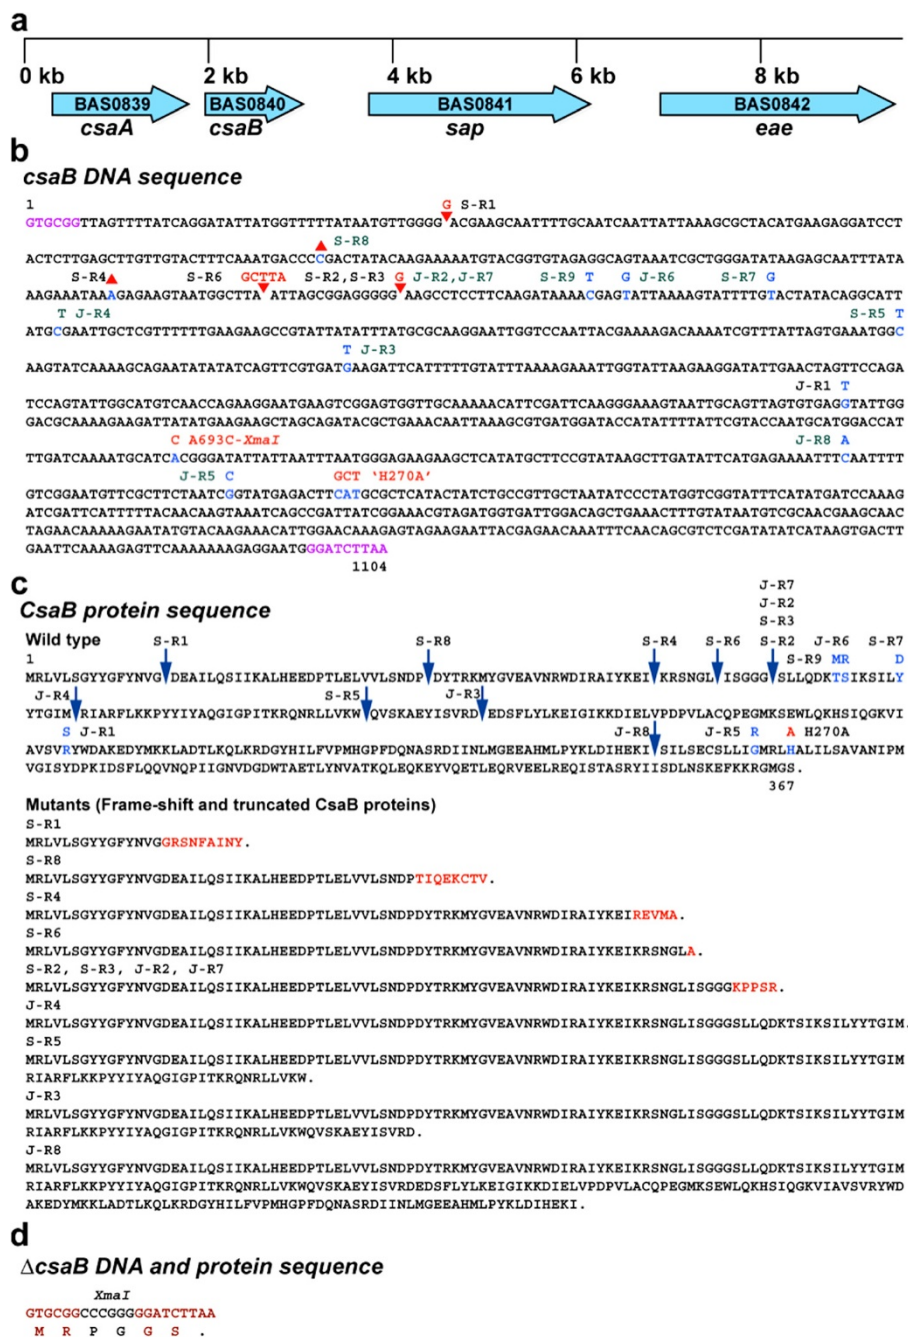 a
0 kb 2 kb 4 kb 6 kb 8 kb
BAS0839 BAS0840 BAS0841 BAS0842
csaA csaB sap eae
b
csaB DNA sequence
1 G S-R1
GTGCGGTTAGTTTTATCAGGATATTATGGTTTTTATAATGTTGGGG ACGAAGCAATTTTGCAATCAATTATTAAAGCGCTACATGAAGAGGATCCT
S-R8
ACTCTTGAGCTTGTTGTACTTTCAAATGACCCCGACTATACAAGAAAAATGTACGGTGTAGAGGCAGTAAATCGCTGGGATATAAGAGCAATTTATA
S-R4 S-R6 GCTTA S-R2,S-R3 G J-R2,J-R7 S-R9 T G J-R6 S-R7 G
AAGAAATAAAAGAGAAGTAATGGCTTA ATTAGCGGAGGGGG AAGCCTCCTTCAAGATAAAACGAGTATTAAAAGTATTTTGTACTATACAGGCATT
T J-R4 S-R5 T
ATGCGAATTGCTCGTTTTTTGAAGAAGCCGTATTATATTTATGCGCAAGGAATTGGTCCAATTACGAAAAGACAAAATCGTTTATTAGTGAAATGGC
T J-R3
AAGTATCAAAAGCAGAATATATATCAGTTCGTGATGAAGATTCATTTTTGTATTTAAAAGAAATTGGTATTAAGAAGGATATTGAACTAGTTCCAGA
J-R1 T
TCCAGTATTGGCATGTCAACCAGAAGGAATGAAGTCGGAGTGGTTGCAAAAACATTCGATTCAAGGGAAAGTAATTGCAGTTAGTGTGAGGTATTGG
GACGCAAAAGAAGATTATATGAAGAAGCTAGCAGATACGCTGAAACAATTAAAGCGTGATGGATACCATATTTTATTCGTACCAATGCATGGACCAT
C A693C-XmaI J-R8 A
TTGATCAAAATGCATCACGGGATATTATTAATTTAATGGGAGAAGAAGCTCATATGCTTCCGTATAAGCTTGATATTCATGAGAAAATTTCAATTTT
J-R5 C GCT ‘H270A’
GTCGGAATGTTCGCTTCTAATCGGTATGAGACTTCATGCGCTCATACTATCTGCCGTTGCTAATATCCCTATGGTCGGTATTTCATATGATCCAAAG
ATCGATTCATTTTTACAACAAGTAAATCAGCCGATTATCGGAAACGTAGATGGTGATTGGACAGCTGAAACTTTGTATAATGTCGCAACGAAGCAAC
TAGAACAAAAAGAATATGTACAAGAAACATTGGAACAAAGAGTAGAAGAATTACGAGAACAAATTTCAACAGCGTCTCGATATATCATAAGTGACTT
GAATTCAAAAGAGTTCAAAAAAAGAGGAATGGGATCTTAA
1104
c
CsaB protein sequence
J-R7
J-R2
Wild type S-R1 S-R8 S-R4 S-R6 S-R3
S-R2 J-R6 S-R7
1 S-R9 MR D
MRLVLSGYYGFYNVGDEAILQSIIKALHEEDPTLELVVLSNDPDYTRKMYGVEAVNRWDIRAIYKEIKRSNGLISGGGSLLQDKTSIKSILY
J-R4 S-R5 J-R3
YTGIMRIARFLKKPYYIYAQGIGPITKRQNRLLVKWQVSKAEYISVRDEDSFLYLKEIGIKKDIELVPDPVLACQPEGMKSEWLQKHSIQGKVI
S J-R1 J-R8 J-R5 R A H270A
AVSVRYWDAKEDYMKKLADTLKQLKRDGYHILFVPMHGPFDQNASRDIINLMGEEAHMLPYKLDIHEKISILSECSLLIGMRLHALILSAVANIPM
VGISYDPKIDSFLQQVNQPIIGNVDGDWTAETLYNVATKQLEQKEYVQETLEQRVEELREQISTASRYIISDLNSKEFKKRGMGS.
367
Mutants (Frame-shift and truncated CsaB proteins)
S-R1
MRLVLSGYYGFYNVGGRSNFAINY.
S-R8
MRLVLSGYYGFYNVGDEAILQSIIKALHEEDPTLELVVLSNDPTIQEKCTV.
S-R4
MRLVLSGYYGFYNVGDEAILQSIIKALHEEDPTLELVVLSNDPDYTRKMYGVEAVNRWDIRAIYKEIREVMA.
S-R6
MRLVLSGYYGFYNVGDEAILQSIIKALHEEDPTLELVVLSNDPDYTRKMYGVEAVNRWDIRAIYKEIKRSNGLA.
S-R2, S-R3, J-R2, J-R7
MRLVLSGYYGFYNVGDEAILQSIIKALHEEDPTLELVVLSNDPDYTRKMYGVEAVNRWDIRAIYKEIKRSNGLISGGGKPPSR.
J-R4
MRLVLSGYYGFYNVGDEAILQSIIKALHEEDPTLELVVLSNDPDYTRKMYGVEAVNRWDIRAIYKEIKRSNGLISGGGSLLQDKTSIKSILYYTGIM.
S-R5
MRLVLSGYYGFYNVGDEAILQSIIKALHEEDPTLELVVLSNDPDYTRKMYGVEAVNRWDIRAIYKEIKRSNGLISGGGSLLQDKTSIKSILYYTGIM
RIARFLKKPYYIYAQGIGPITKRQNRLLVKW.
J-R3
MRLVLSGYYGFYNVGDEAILQSIIKALHEEDPTLELVVLSNDPDYTRKMYGVEAVNRWDIRAIYKEIKRSNGLISGGGSLLQDKTSIKSILYYTGIM
RIARFLKKPYYIYAQGIGPITKRQNRLLVKWQVSKAEYISVRD.
J-R8
MRLVLSGYYGFYNVGDEAILQSIIKALHEEDPTLELVVLSNDPDYTRKMYGVEAVNRWDIRAIYKEIKRSNGLISGGGSLLQDKTSIKSILYYTGIM
RIARFLKKPYYIYAQGIGPITKRQNRLLVKWQVSKAEYISVRDEDSFLYLKEIGIKKDIELVPDPVLACQPEGMKSEWLQKHSIQGKVIAVSVRYWD
AKEDYMKKLADTLKQLKRDGYHILFVPMHGPFDQNASRDIINLMGEEAHMLPYKLDIHEKI.
d
ΔcsaB DNA and protein sequence
XmaI
GTGCGGCCCGGGGGATCTTAA
M R P G G S .